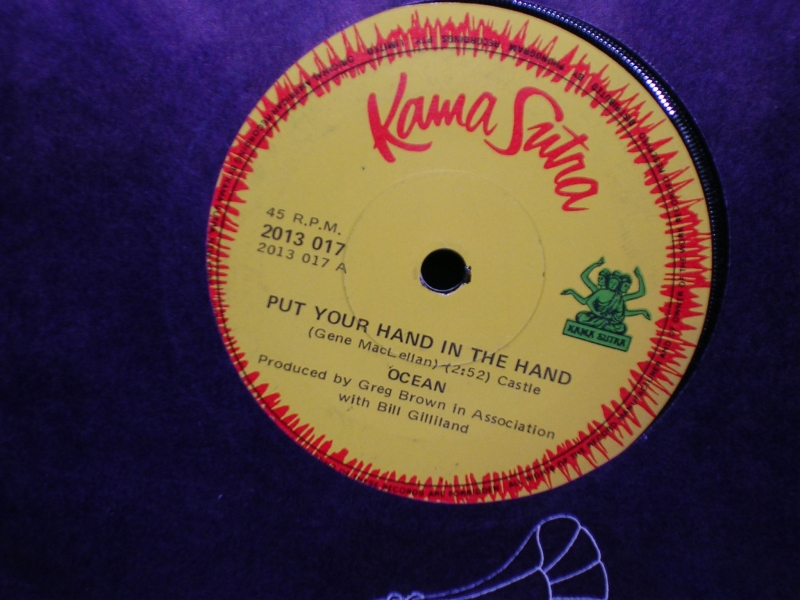 Kama Sutra
45 R.P.M.
2013 017
2013 017 A
KAMA SUTRA
PUT YOUR HAND IN THE HAND
(Gene MacLellan) (2:52) Castle
OCEAN
Produced by Greg Brown in Association
with Bill Gilliland